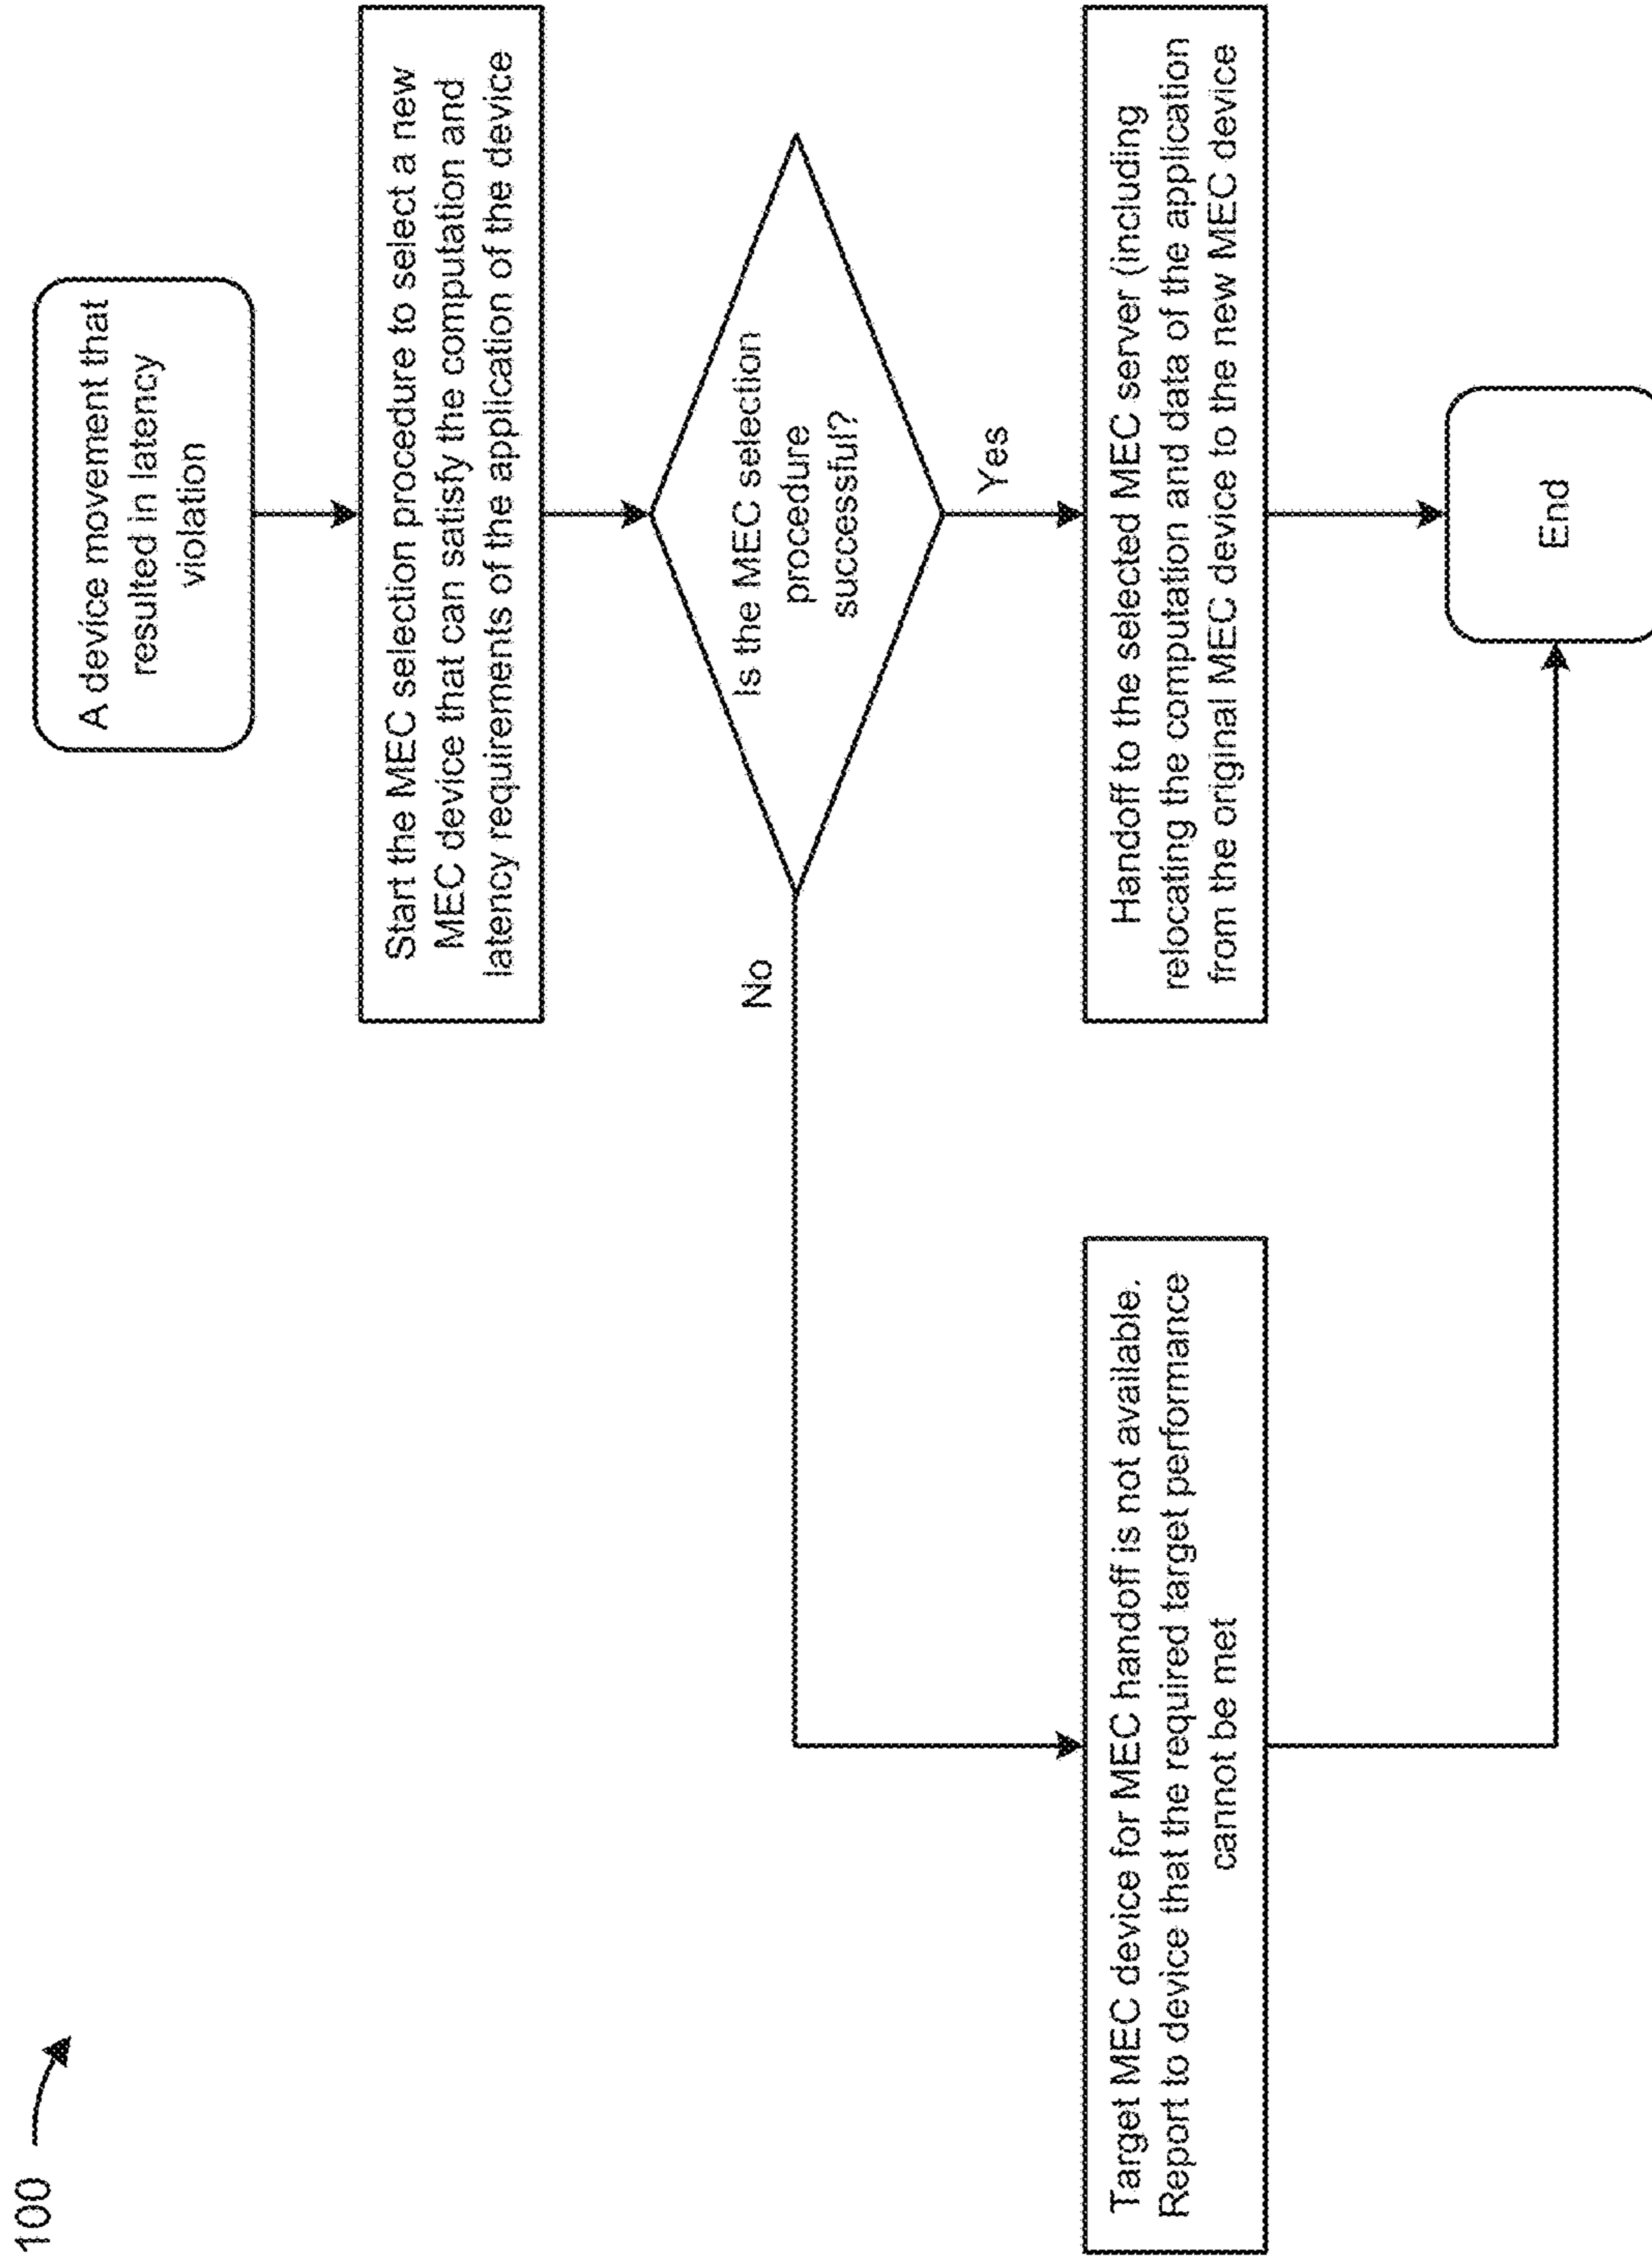 100
A device movement that
resulted in latency
violation
Start the MEC selection procedure to select a new
MEC device that can satisfy the computation and
latency requirements of the application of the device
Is the MEC selection
procedure
successful?
No
Yes
Target MEC device for MEC handoff is not available.
Report to device that the required target performance
cannot be met
Handoff to the selected MEC server (including
relocating the computation and data of the application
from the original MEC device to the new MEC device
End